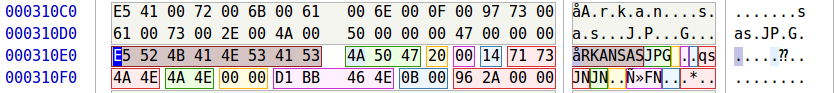 000310C0 E5 41 00 72 00 6B 00 61 00 6E 00 0F 00 97 73 00 åA.r.k.a.n....s. .......s
000310D0 61 00 73 00 2E 00 4A 00 50 00 00 00 47 00 00 00 a.s...J.P...G... as.JP.G.
000310E0 E5 52 4B 41 4E 53 41 53 4A 50 47 20 00 14 71 73 åRKANSASJPG ..qs ....⁇..
000310F0 4A 4E 4A 4E 00 00 D1 BB 46 4E 0B 00 96 2A 00 00 JNJN..Ñ»FN...*.. ........